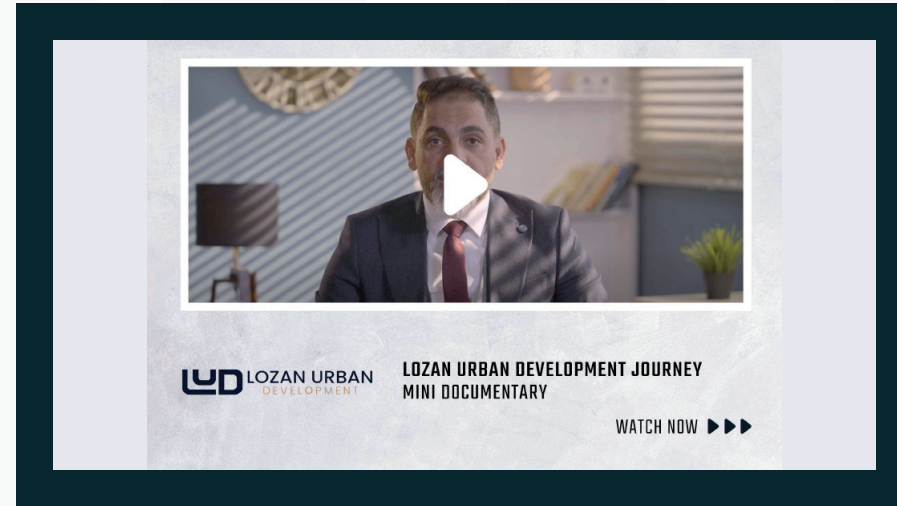 LUD LOZAN URBAN
DEVELOPMENT
LOZAN URBAN DEVELOPMENT JOURNEY
MINI DOCUMENTARY
WATCH NOW